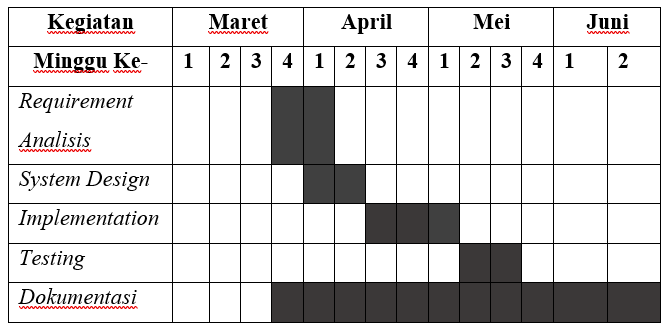 Kegiatan Maret April Mei Juni
Minggu Ke- 1 2 3 4 1 2 3 4 1 2 3 4 1 2
Requirement
Analisis
System Design
Implementation
Testing
Dokumentasi